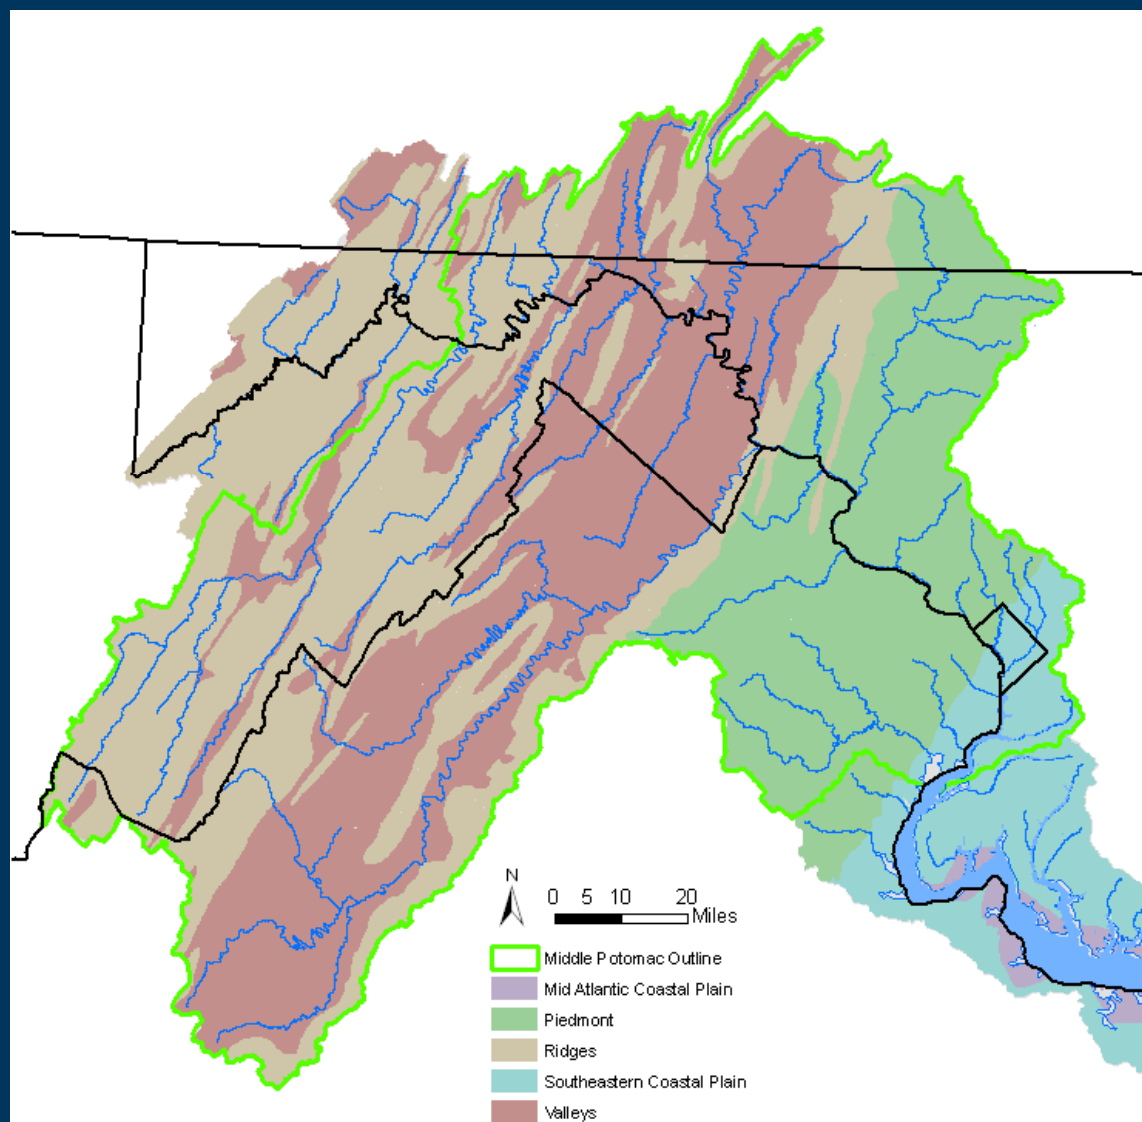 N
0 5 10 20
Miles
Middle Potomac Outline
Mid Atlantic Coastal Plain
Piedmont
Ridges
Southeastern Coastal Plain
Valleys